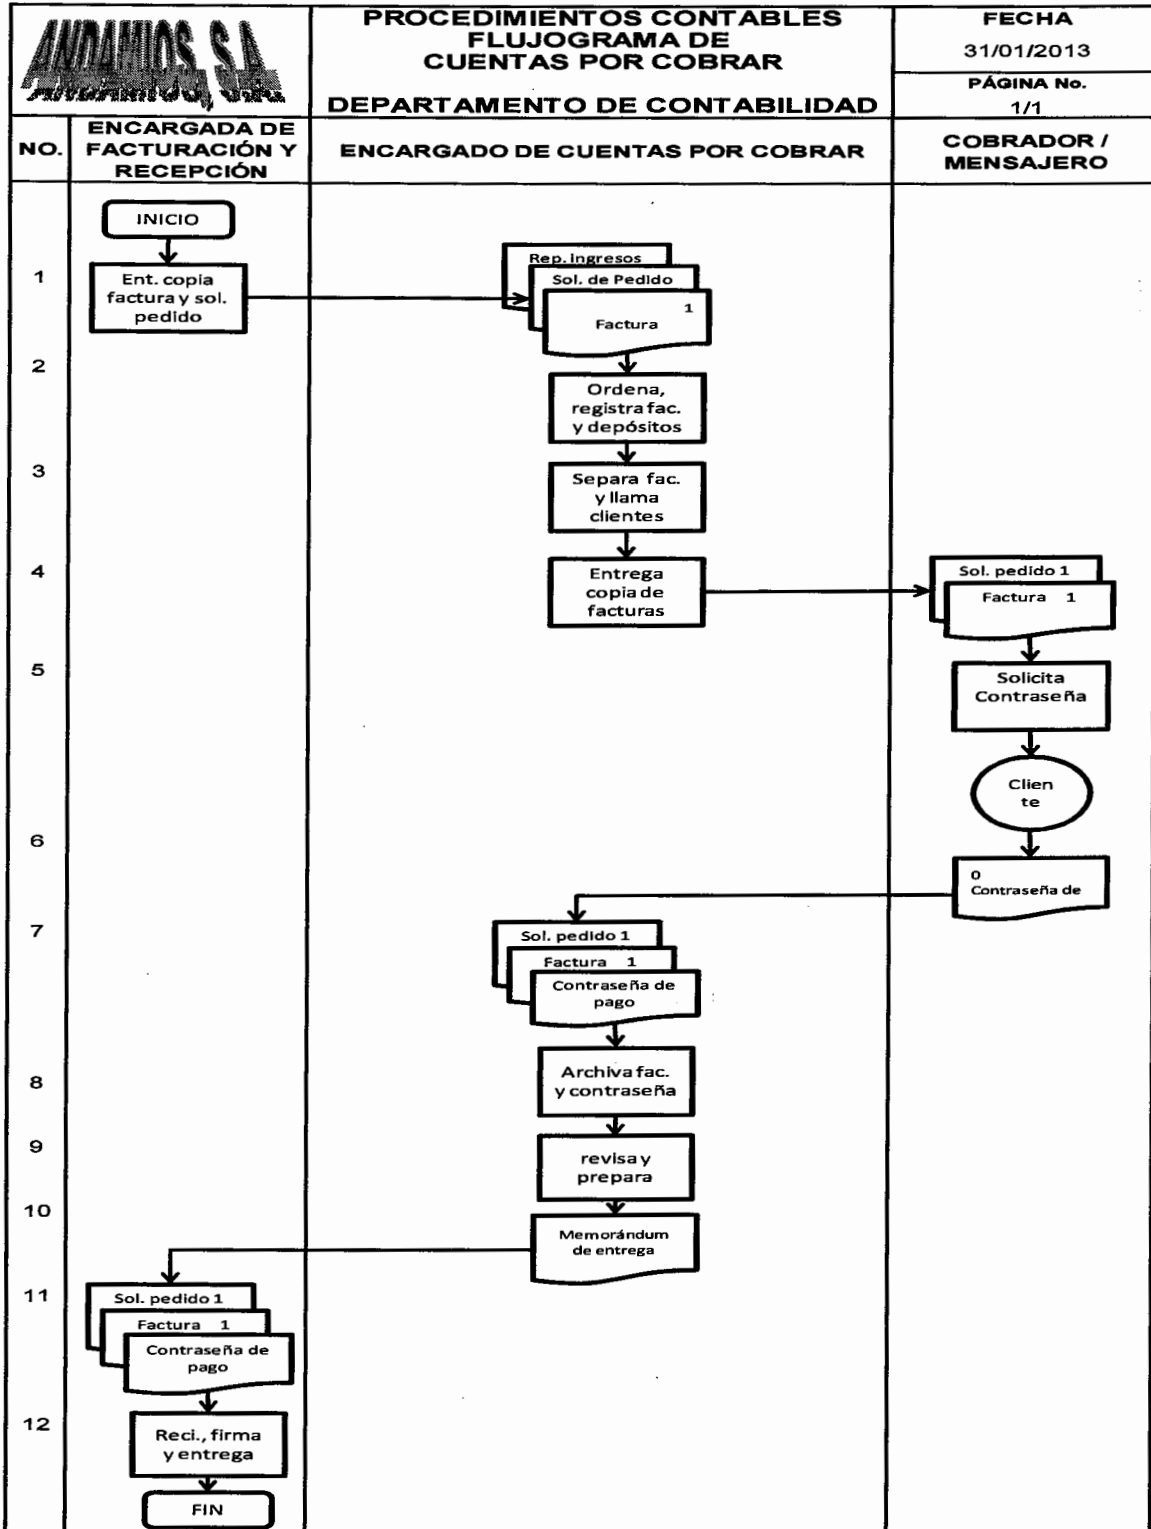 ANDAMIOS, S.A.
PROCEDIMIENTOS CONTABLES
FLUJOGRAMA DE
CUENTAS POR COBRAR
DEPARTAMENTO DE CONTABILIDAD
FECHA
31/01/2013
PÁGINA No.
1/1
NO.
ENCARGADA DE
FACTURACIÓN Y
RECEPCIÓN
ENCARGADO DE CUENTAS POR COBRAR
COBRADOR /
MENSAJERO
INICIO
1
Ent. copia
factura y sol.
pedido
Rep. ingresos
Sol. de Pedido
1
Factura
2
Ordena,
registra fac.
y depósitos
3
Separa fac.
y llama
clientes
4
Entrega
copia de
facturas
Sol. pedido 1
Factura 1
5
Solicita
Contraseña
Clien
te
6
0
Contraseña de
7
Sol. pedido 1
Factura 1
Contraseña de
pago
8
Archiva fac.
y contraseña
9
revisa y
prepara
10
Memorándum
de entrega
11
Sol. pedido 1
Factura 1
Contraseña de
pago
12
Reci., firma
y entrega
FIN